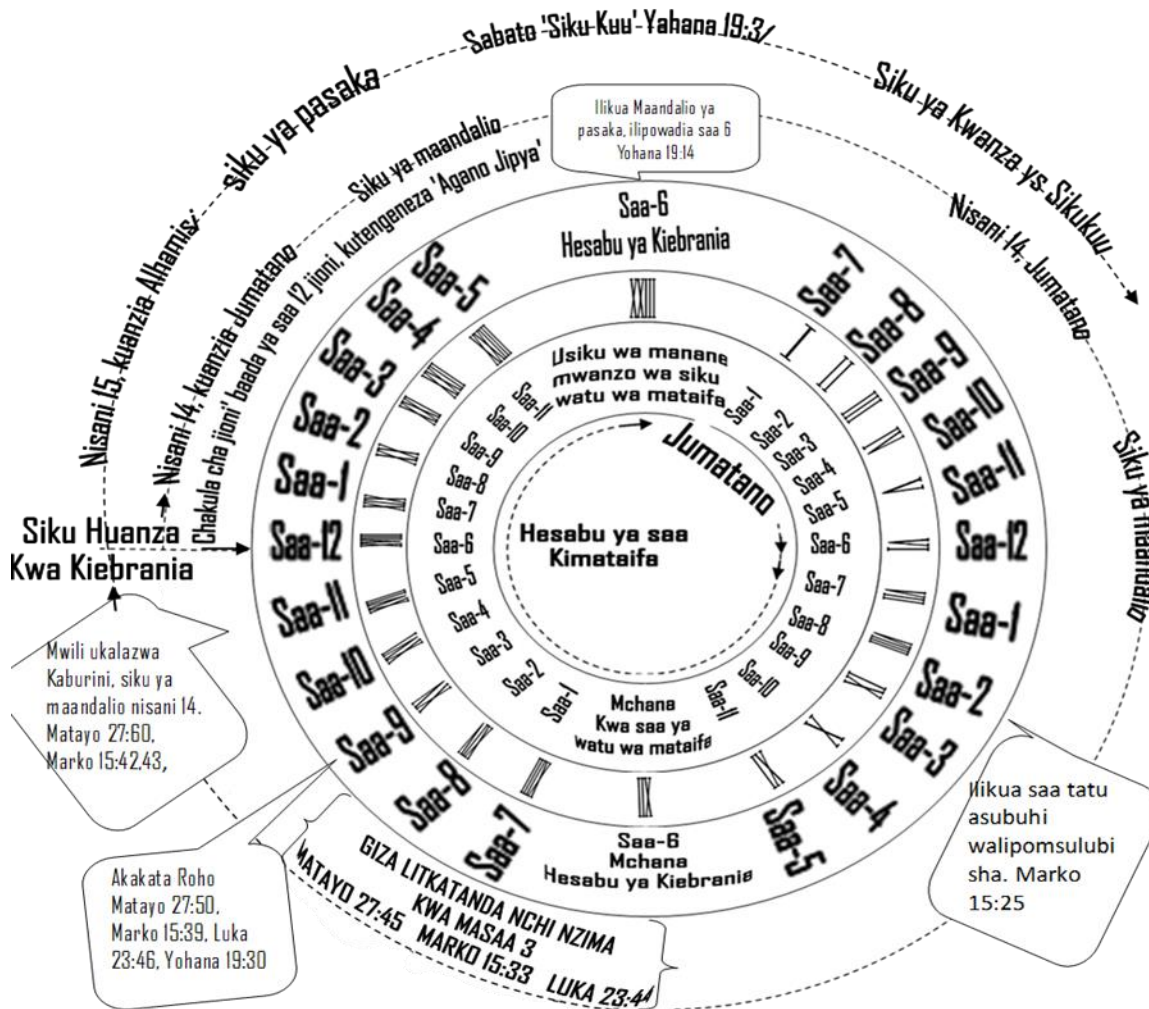 Sabato 'Siku Kuu' Yahana 19:3/
siku ya pasaka
Siku ya Kwanza ys. Sikukuu
Nisani 15, kuanzia Alhamisi
Siku ya maandalio
Nisani 14, kuanzia Jumatano
Chakula cha jioni' baada ya saa 12 jioni, kutengeneza 'Agano Jipya'
Nisani 14, Jumatano
Siku ya maandalio
Ilikua Maandalio ya
pasaka, ilipowadia saa 6
Yohana 19:14
Saa-6
Hesabu ya Kiebrania
Saa-7
Saa-8
Saa-9
Saa-10
Saa-11
Saa-12
Saa-1
Saa-2
Saa-3
Saa-4
Saa-5
Saa-6
Mchana
Hesabu ya Kiebrania
Saa-7
Saa-8
Saa-9
Saa-10
Saa-11
Saa-12
Saa-1
Saa-2
Saa-3
Saa-4
Saa-5
XXIII
I
II
III
IV
V
VI
Usiku wa manane
mwanzo wa siku
watu wa mataifa
Saa-1
Saa-2
Saa-3
Saa-4
Saa-5
Saa-6
Saa-7
Saa-8
Saa-9
Saa-10
Saa-11
Mchana
Kwa saa ya
watu wa mataifa
Saa-1
Saa-2
Saa-3
Saa-4
Saa-5
Saa-6
Saa-7
Saa-8
Saa-9
Saa-10
Saa-11
Jumatano
Hesabu ya saa
Kimataifa
Siku Huanza
Kwa Kiebrania
Mwili ukalazwa
Kaburini, siku ya
maandalio nisani 14.
Matayo 27:60,
Marko 15:42,43,
Akakata Roho
Matayo 27:50,
Marko 15:39, Luka
23:46, Yohana 19:30
GIZA LITKATANDA NCHI NZIMA
KWA MASAA 3
MATAYO 27:45 MARKO 15:33 LUKA 23:44
Ilikua saa tatu
asubuhi
walipomsulubi
sha. Marko
15:25